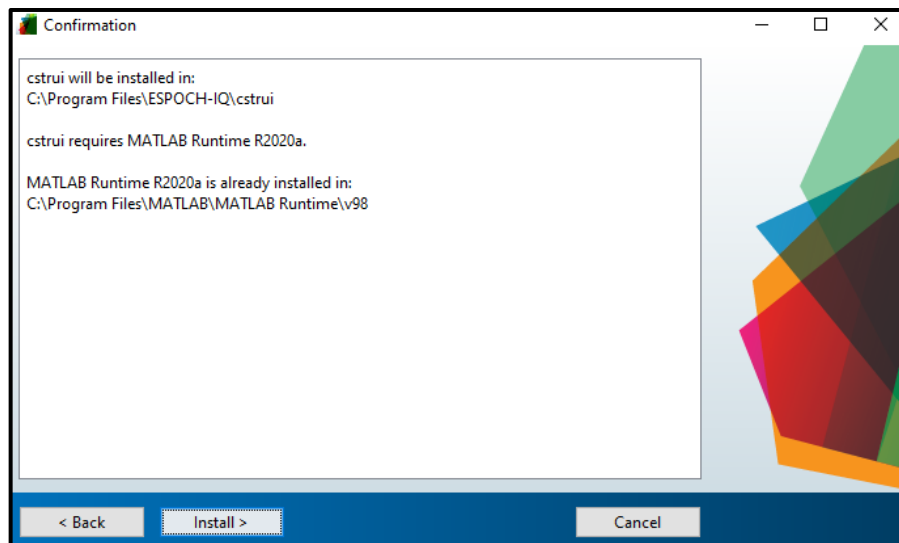 Confirmation
cstrui will be installed in:
C:\Program Files\ESPOCH-IQ\cstrui
cstrui requires MATLAB Runtime R2020a.
MATLAB Runtime R2020a is already installed in:
C:\Program Files\MATLAB\MATLAB Runtime\v98
< Back
Install >
Cancel